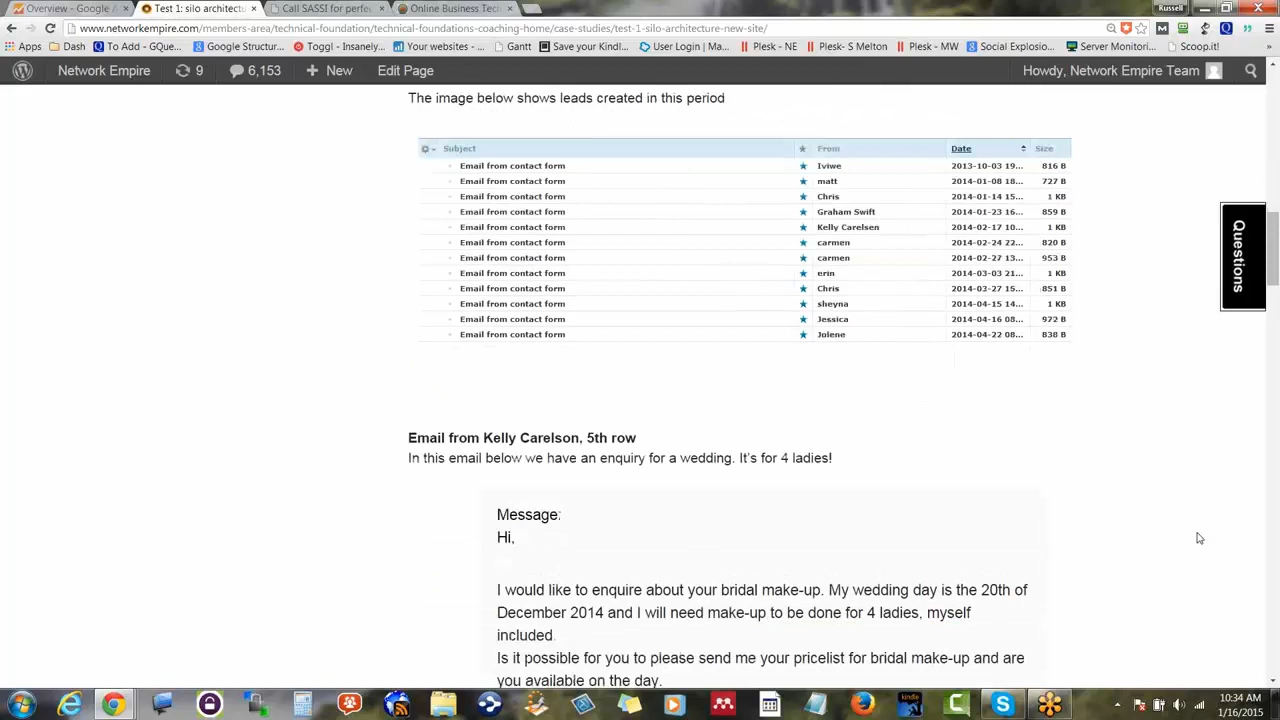 Overview - Google A
Test 1: silo architectur
Call SASSI for perfec
Online Business Tech
Russell
www.networkempire.com/members-area/technical-foundation/technical-foundations-coaching-home/case-studies/test-1-silo-architecture-new-site/
Apps Dash To Add - GQue... Google Structur... Toggl - Insanely... Your websites - ... Gantt Save your Kindl... User Login | Ma... Plesk - NE Plesk- S Melton Plesk - MW Social Explosio... Server Monitori... Scoop.it! »
Network Empire 9 6,153 + New Edit Page Howdy, Network Empire Team
The image below shows leads created in this period
Subject From Date Size
Email from contact form Iviwe 2013-10-03 19... 816 B
Email from contact form matt 2014-01-08 18... 727 B
Email from contact form Chris 2014-01-14 15... 1 KB
Email from contact form Graham Swift 2014-01-23 16... 859 B
Email from contact form Kelly Carelsen 2014-02-17 10... 1 KB
Email from contact form carmen 2014-02-24 22... 820 B
Email from contact form carmen 2014-02-27 13... 953 B
Email from contact form erin 2014-03-03 21... 1 KB
Email from contact form Chris 2014-02-27 15... 851 B
Email from contact form sheyna 2014-04-15 14... 1 KB
Email from contact form Jessica 2014-04-16 08... 972 B
Email from contact form Jolene 2014-04-22 08... 838 B
Questions
Email from Kelly Carelson, 5th row
In this email below we have an enquiry for a wedding. It's for 4 ladies!
Message:
Hi,
I would like to enquire about your bridal make-up. My wedding day is the 20th of
December 2014 and I will need make-up to be done for 4 ladies, myself
included.
Is it possible for you to please send me your pricelist for bridal make-up and are
you available on the day.
kindle
10:34 AM
1/16/2015